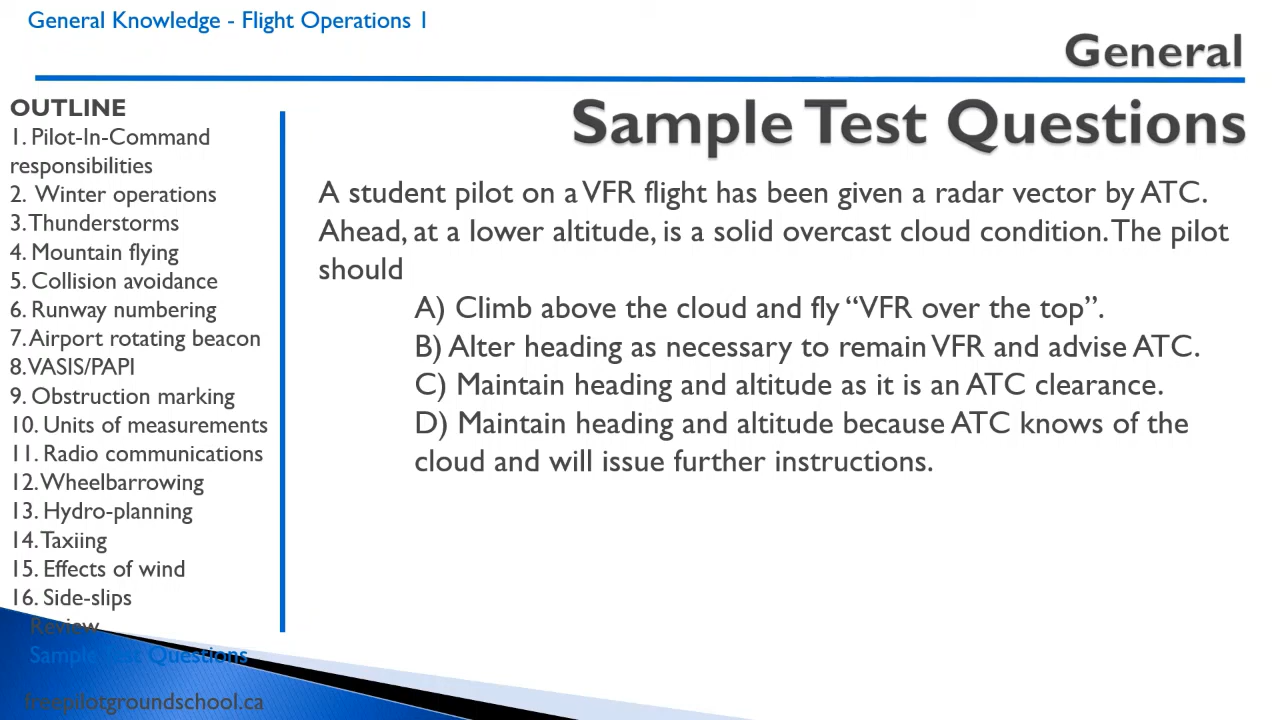 General Knowledge - Flight Operations 1
General
OUTLINE
1. Pilot-In-Command
responsibilities
2. Winter operations
3. Thunderstorms
4. Mountain flying
5. Collision avoidance
6. Runway numbering
7. Airport rotating beacon
8. VASIS/PAPI
9. Obstruction marking
10. Units of measurements
11. Radio communications
12. Wheelbarrowing
13. Hydro-planning
14. Taxiing
15. Effects of wind
16. Side-slips
Review
Sample Test Questions
freepilotgroundschool.ca
Sample Test Questions
A student pilot on a VFR flight has been given a radar vector by ATC.
Ahead, at a lower altitude, is a solid overcast cloud condition. The pilot
should
A) Climb above the cloud and fly “VFR over the top”.
B) Alter heading as necessary to remain VFR and advise ATC.
C) Maintain heading and altitude as it is an ATC clearance.
D) Maintain heading and altitude because ATC knows of the
cloud and will issue further instructions.